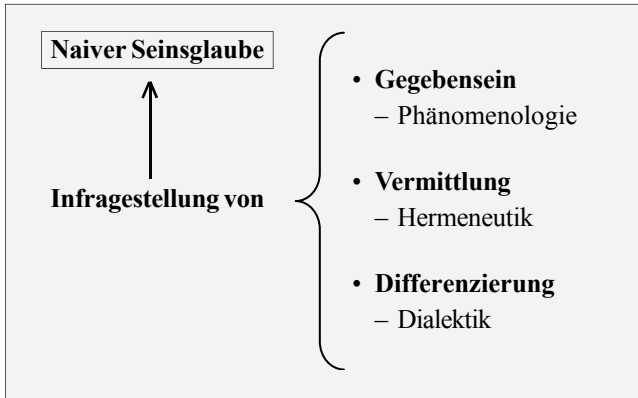 Naiver Seinsglaube
Infragestellung von
• Gegebensein
– Phänomenologie
• Vermittlung
– Hermeneutik
• Differenzierung
– Dialektik